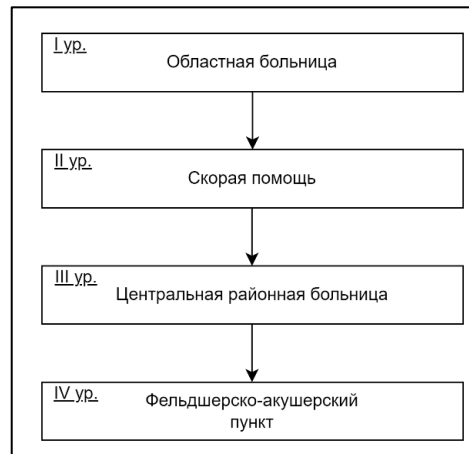 I ур.
Областная больница
II ур.
Скорая помощь
III ур.
Центральная районная больница
IV ур.
Фельдшерско-акушерский
пункт